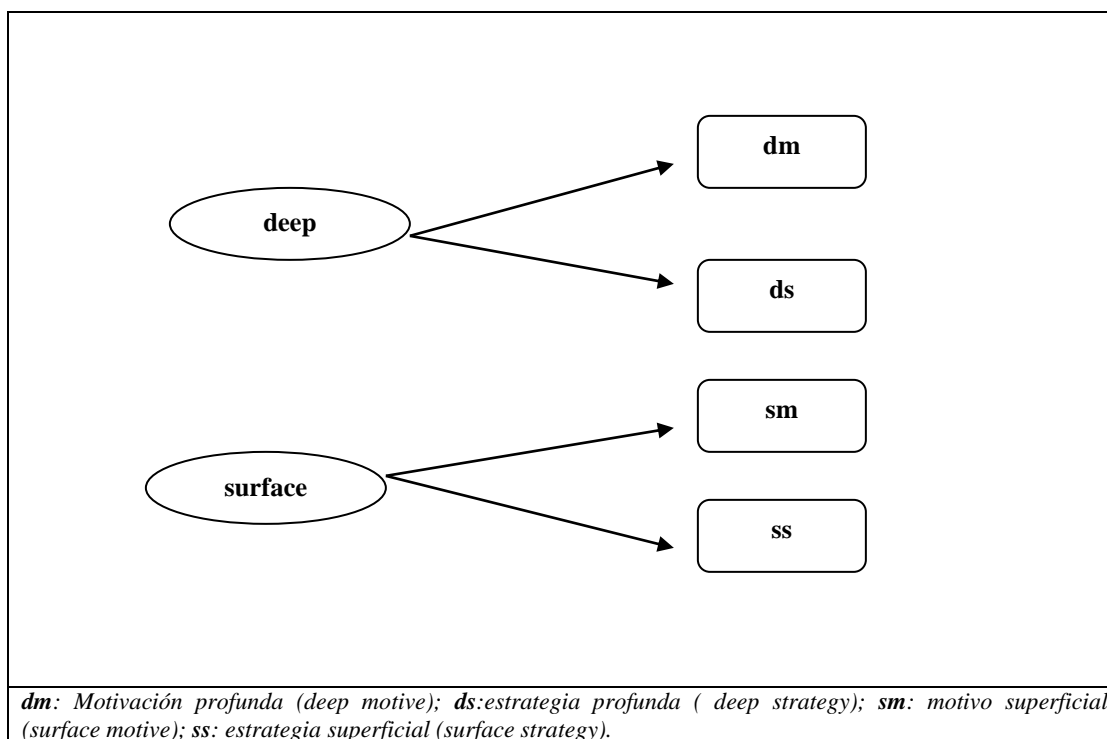 dm
deep
ds
sm
surface
ss
dm: Motivación profunda (deep motive); ds:estrategia profunda ( deep strategy); sm: motivo superficial
(surface motive); ss: estrategia superficial (surface strategy).